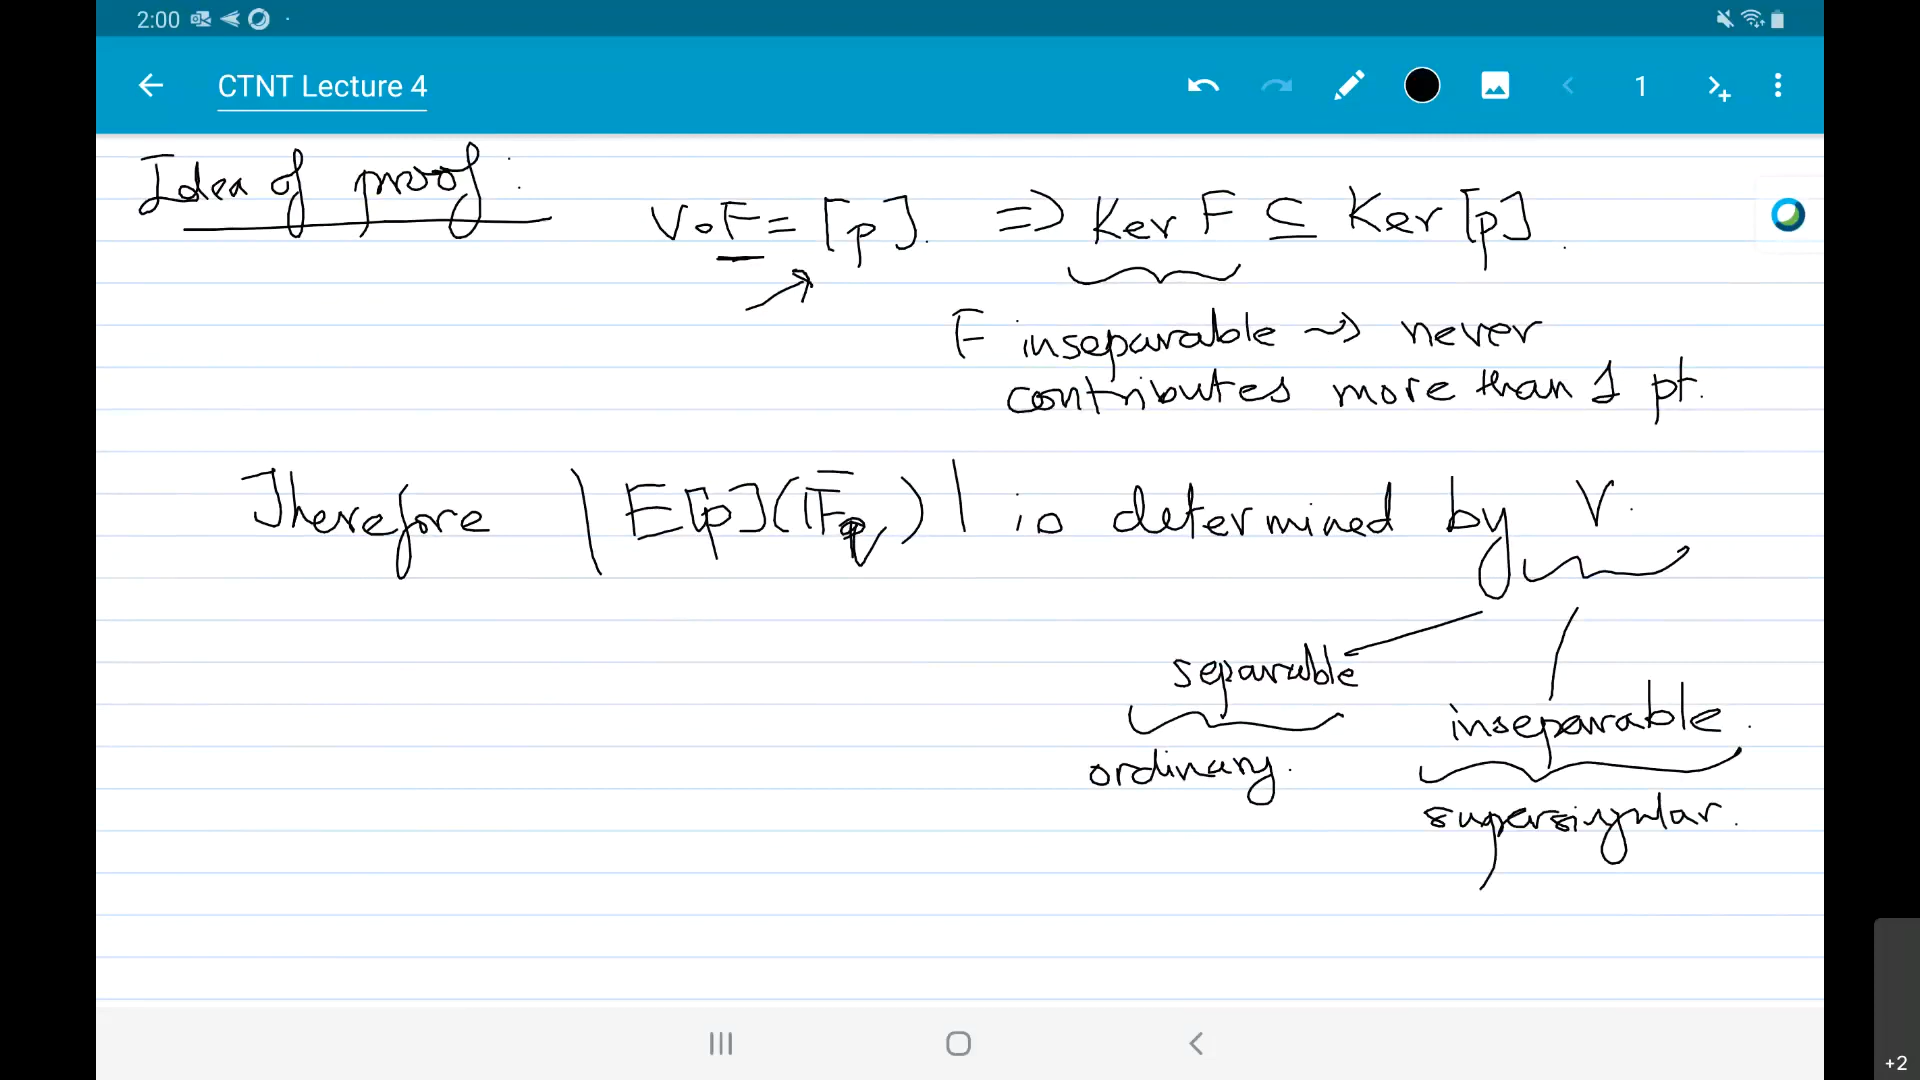 2:00
CTNT Lecture 4
1
Idea of proof:
V∘F = [p]. ⇒ Ker F ⊆ Ker [p].
F inseparable ⇝ never
contributes more than 1 pt.
Therefore |E[p](F̅_q)| is determined by V.
separable
inseparable.
ordinary.
supersingular.
+2